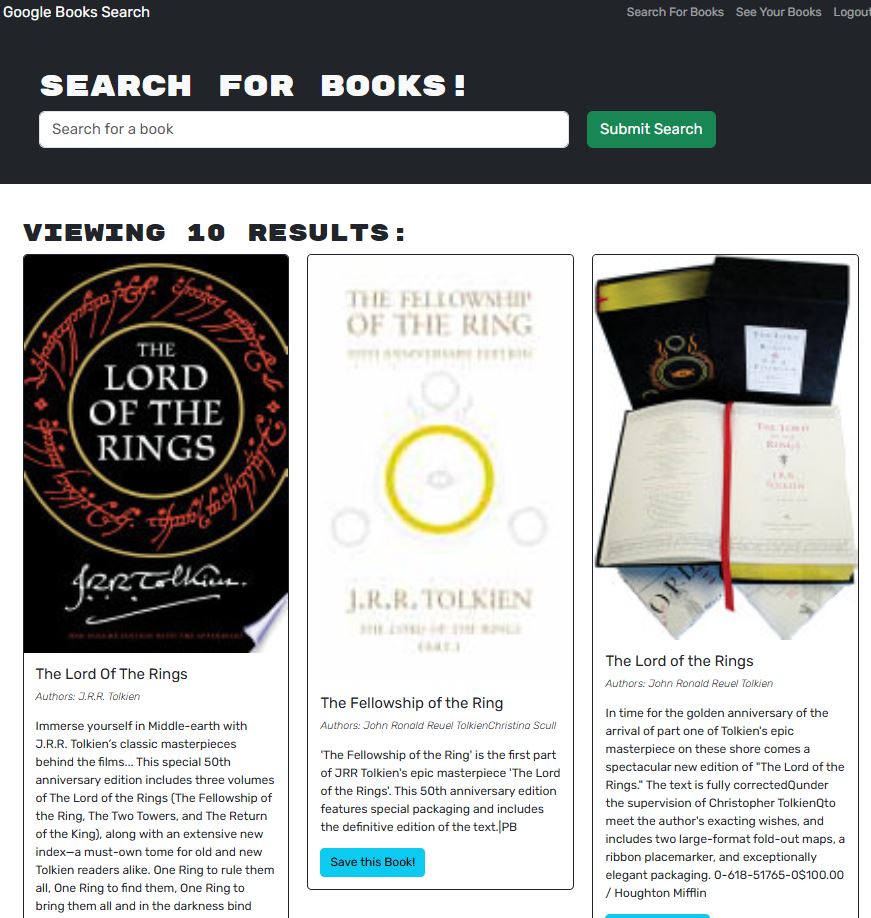 Google Books Search
Search For Books See Your Books Logout
SEARCH FOR BOOKS!
Search for a book
Submit Search
VIEWING 10 RESULTS:
THE
LORD
OF THE
RINGS
J.R.R. Tolkien
The Lord Of The Rings
Authors: J.R.R. Tolkien
Immerse yourself in Middle-earth with
J.R.R. Tolkien’s classic masterpieces
behind the films... This special 50th
anniversary edition includes three volumes
of The Lord of the Rings (The Fellowship of
the Ring, The Two Towers, and The Return
of the King), along with an extensive new
index—a must-own tome for old and new
Tolkien readers alike. One Ring to rule them
all, One Ring to find them, One Ring to
bring them all and in the darkness bind
THE FELLOWSHIP
OF THE RING
50TH ANNIVERSARY EDITION
J.R.R. TOLKIEN
THE LORD OF THE RINGS
PART 1
The Fellowship of the Ring
Authors: John Ronald Reuel TolkienChristina Scull
'The Fellowship of the Ring' is the first part
of JRR Tolkien's epic masterpiece 'The Lord
of the Rings'. This 50th anniversary edition
features special packaging and includes
the definitive edition of the text.|PB
Save this Book!
THE LORD
RINGS
J.R.R.
TOLKIEN
The Lord of the Rings
Authors: John Ronald Reuel Tolkien
In time for the golden anniversary of the
arrival of part one of Tolkien's epic
masterpiece on these shore comes a
spectacular new edition of "The Lord of the
Rings." The text is fully correctedQunder
the supervision of Christopher TolkienQto
meet the author's exacting wishes, and
includes two large-format fold-out maps, a
ribbon placemarker, and exceptionally
elegant packaging. 0-618-51765-0$100.00
/ Houghton Mifflin